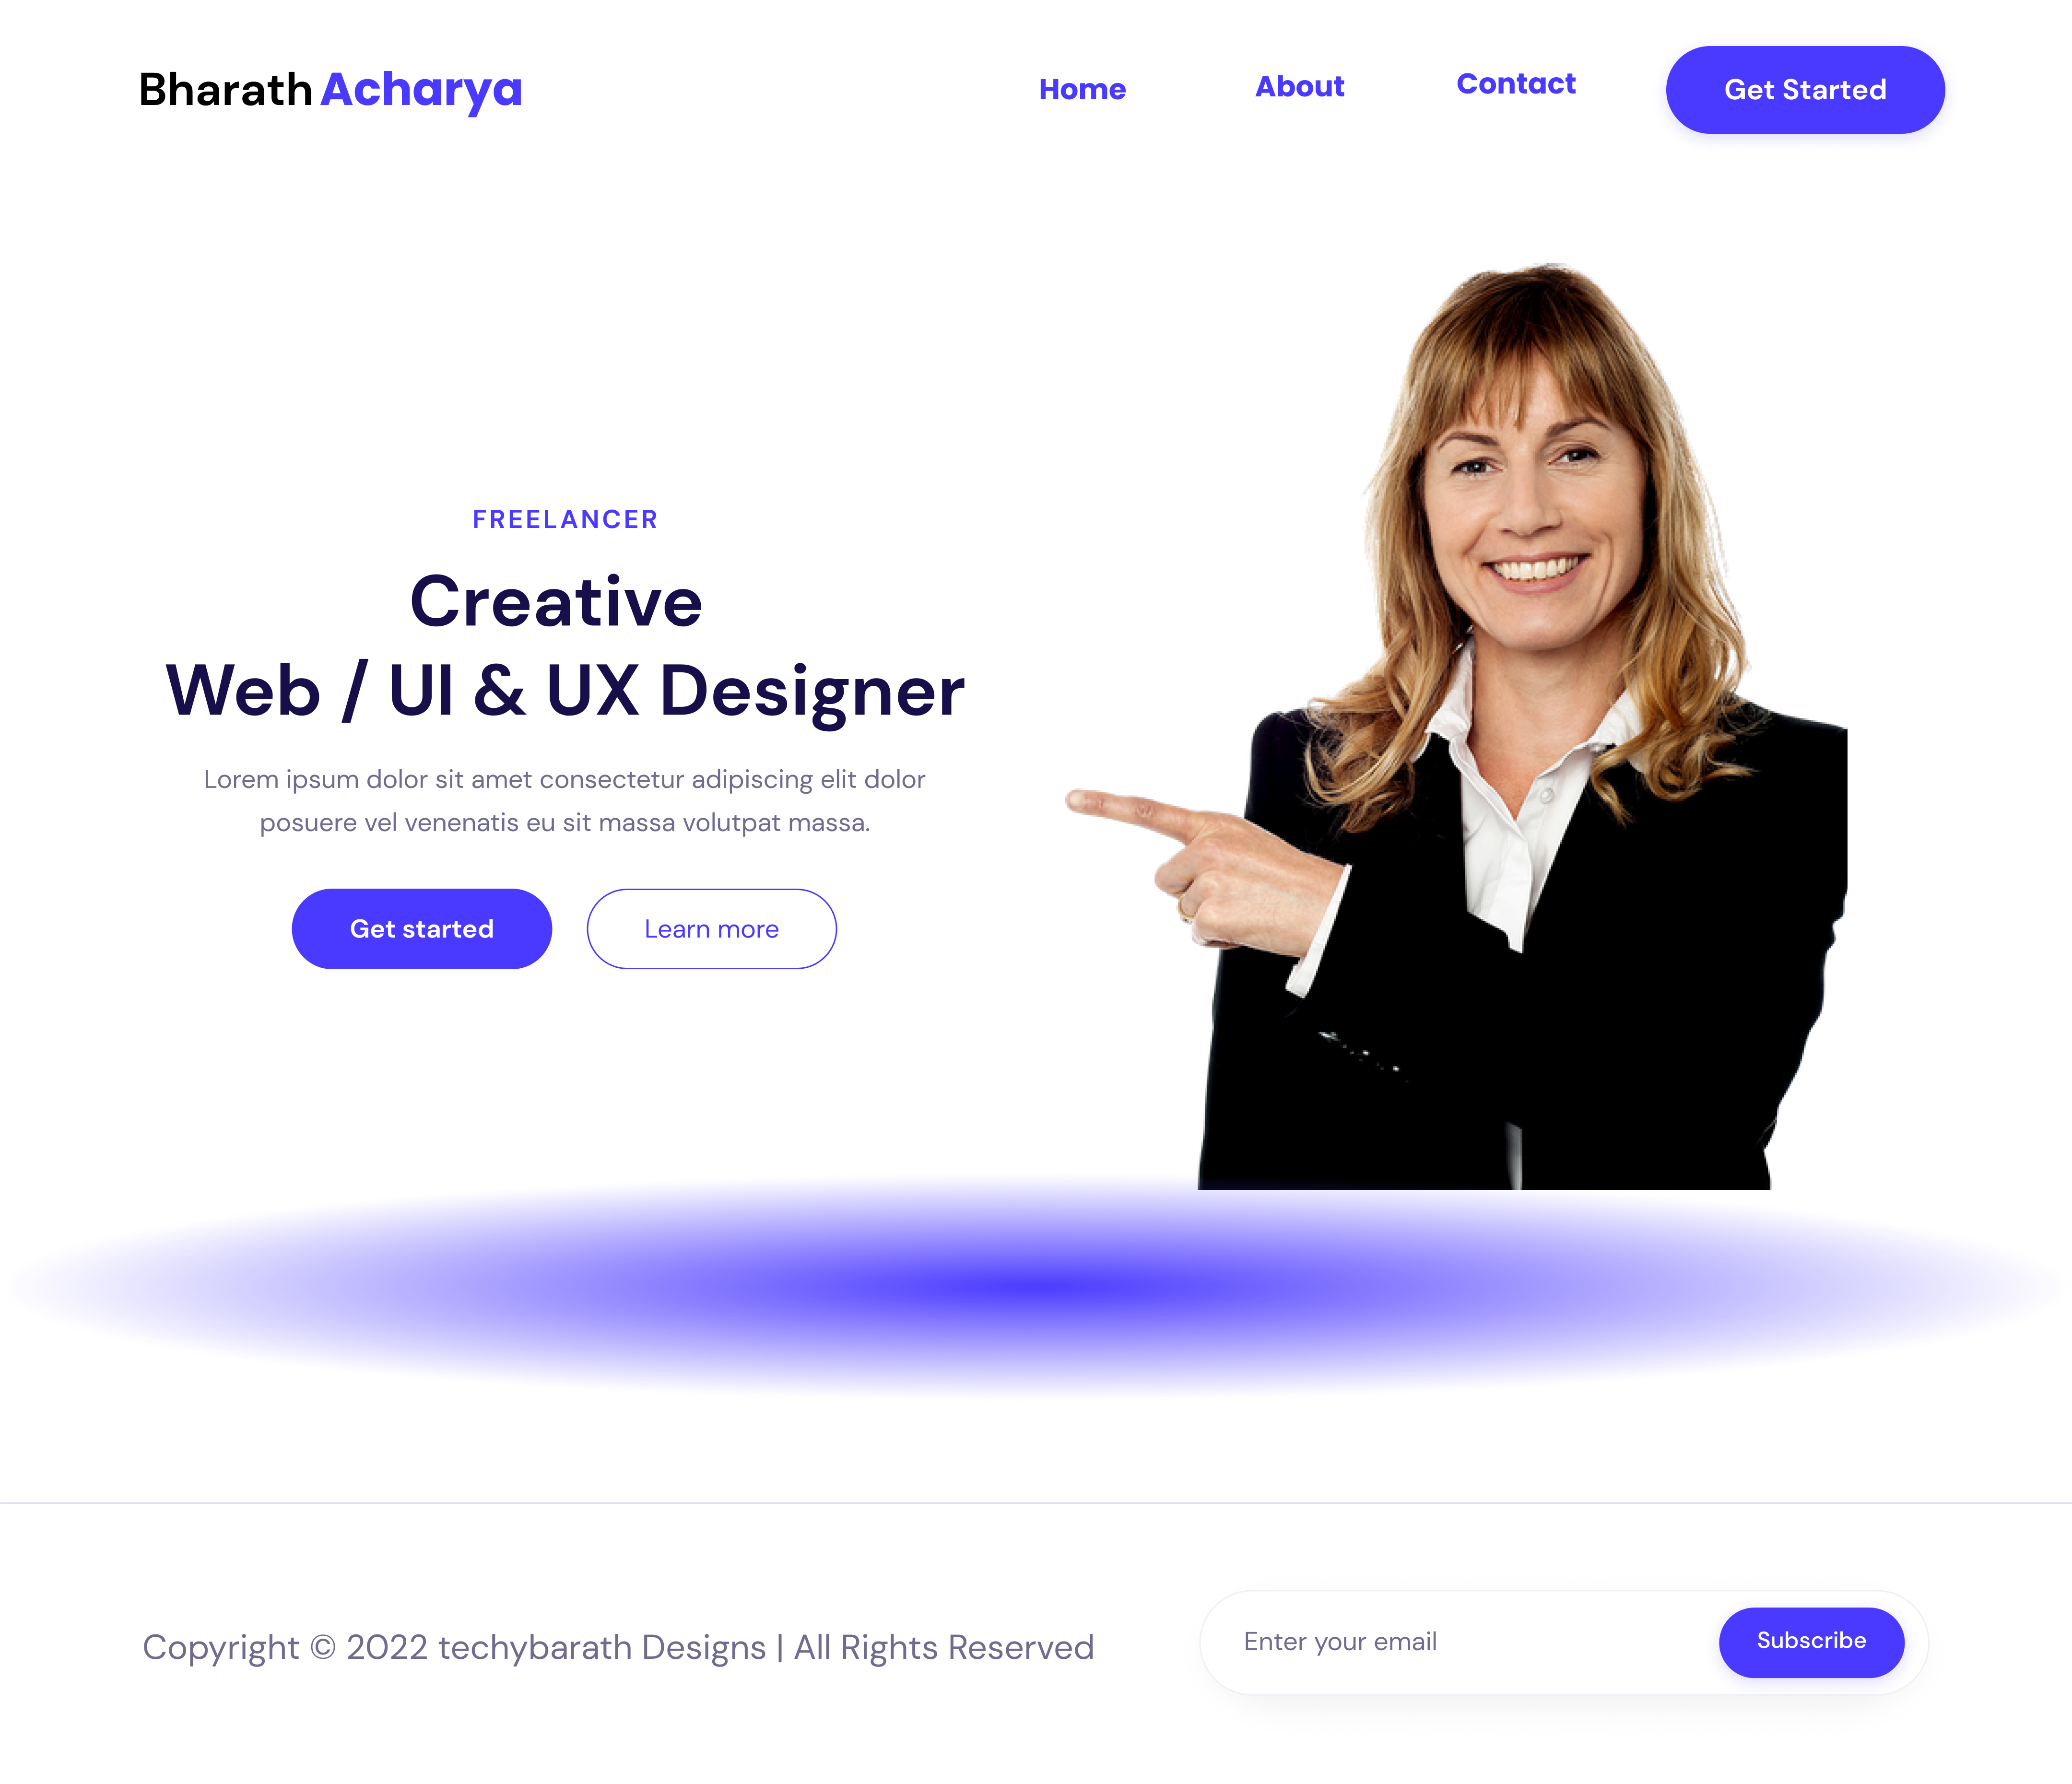 Bharath Acharya
Home
About
Contact
Get Started
FREELANCER
Creative
Web / UI & UX Designer
Lorem ipsum dolor sit amet consectetur adipiscing elit dolor
posuere vel venenatis eu sit massa volutpat massa.
Get started
Learn more
Copyright © 2022 techybarath Designs | All Rights Reserved
Enter your email
Subscribe